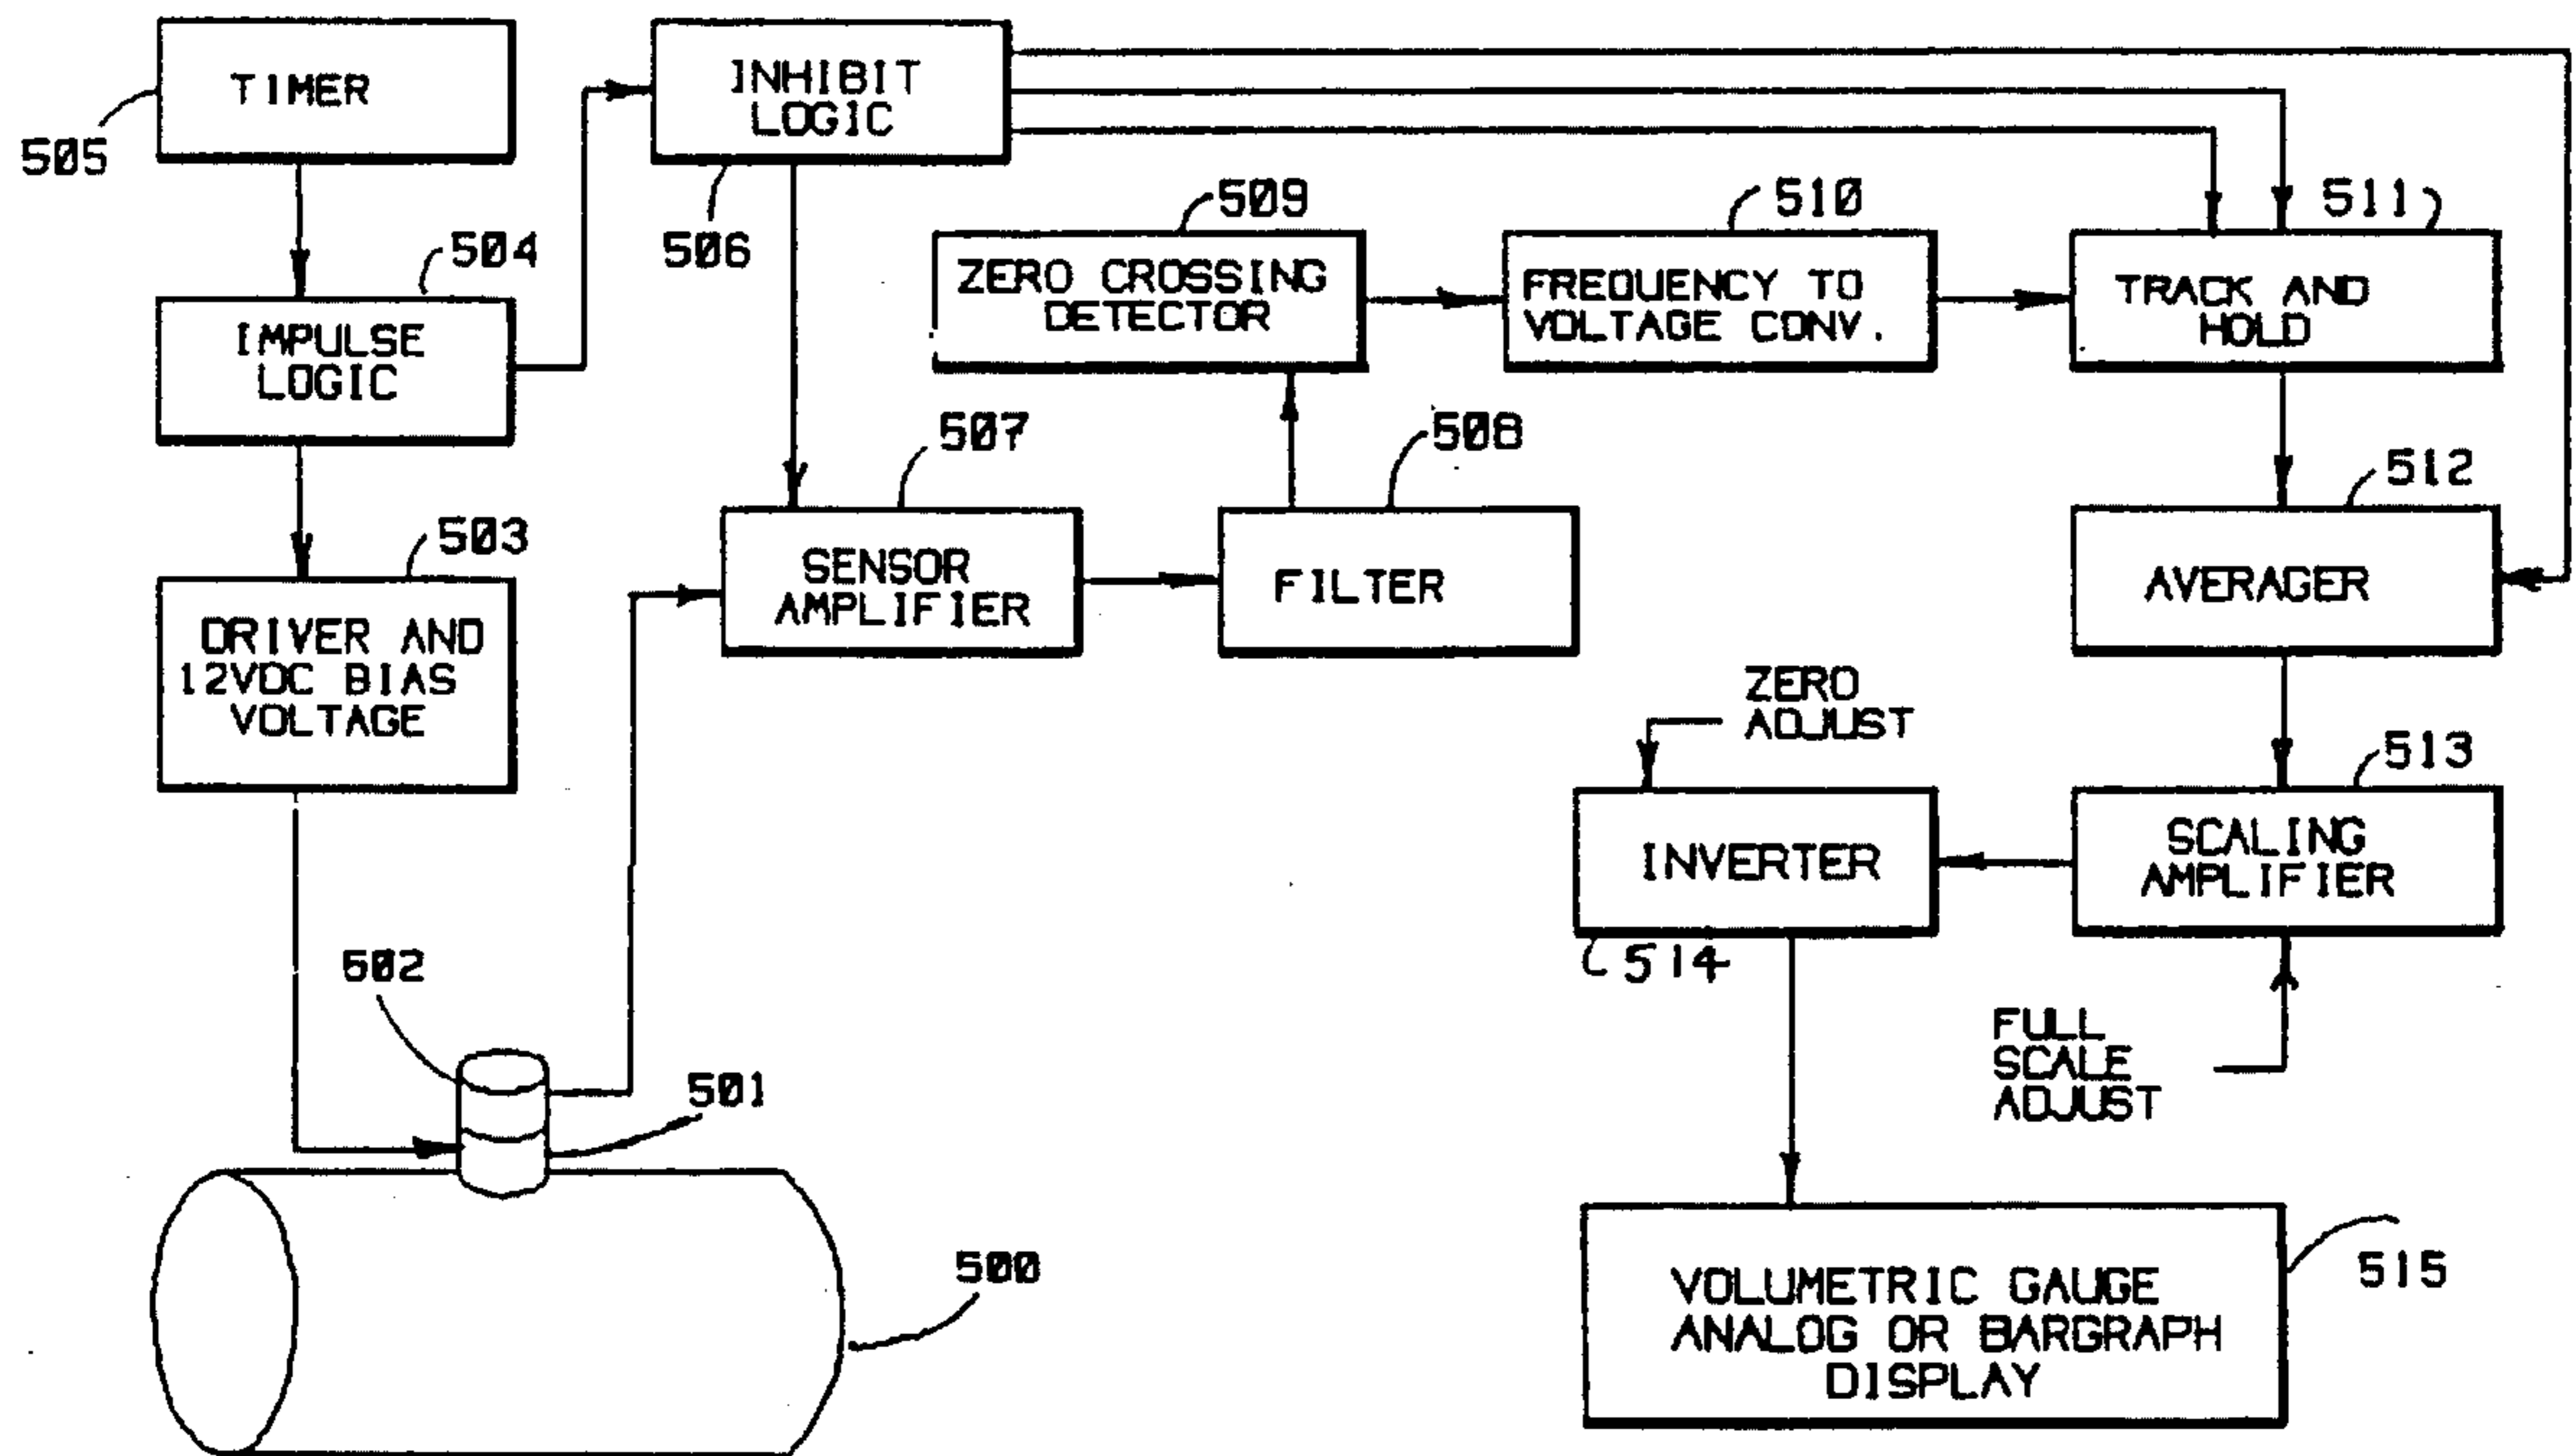 TIMER
505
INHIBIT
LOGIC
506
504
IMPULSE
LOGIC
509
ZERO CROSSING
DETECTOR
510
FREQUENCY TO
VOLTAGE CONV.
511
TRACK AND
HOLD
503
DRIVER AND
12VDC BIAS
VOLTAGE
507
SENSOR
AMPLIFIER
508
FILTER
512
AVERAGER
ZERO
ADJUST
513
SCALING
AMPLIFIER
INVERTER
514
FULL
SCALE
ADJUST
502
501
500
515
VOLUMETRIC GAUGE
ANALOG OR BARGRAPH
DISPLAY